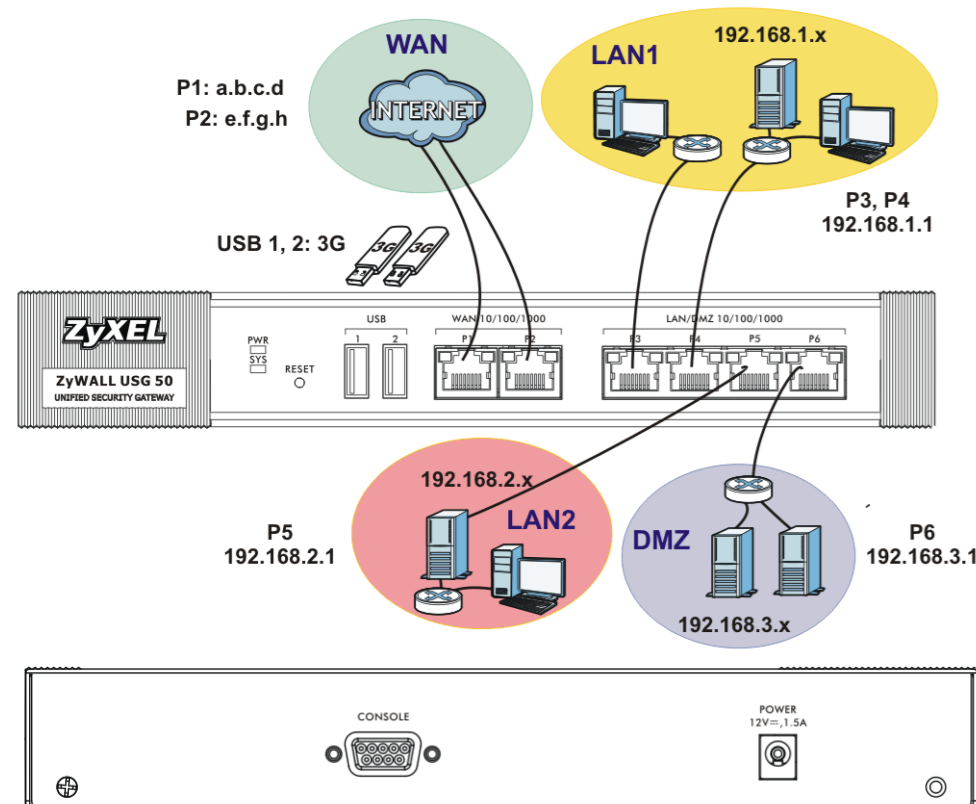 WAN
INTERNET
P1: a.b.c.d
P2: e.f.g.h
LAN1
192.168.1.x
P3, P4
192.168.1.1
USB 1, 2: 3G
3G
3G
ZyXEL
ZyWALL USG 50
UNIFIED SECURITY GATEWAY
PWR
SYS
RESET
USB
1 2
WAN 10/100/1000
P1 P2
LAN/DMZ 10/100/1000
P3 P4 P5 P6
192.168.2.x
LAN2
P5
192.168.2.1
DMZ
192.168.3.x
P6
192.168.3.1
CONSOLE
POWER
12V⎓,1.5A